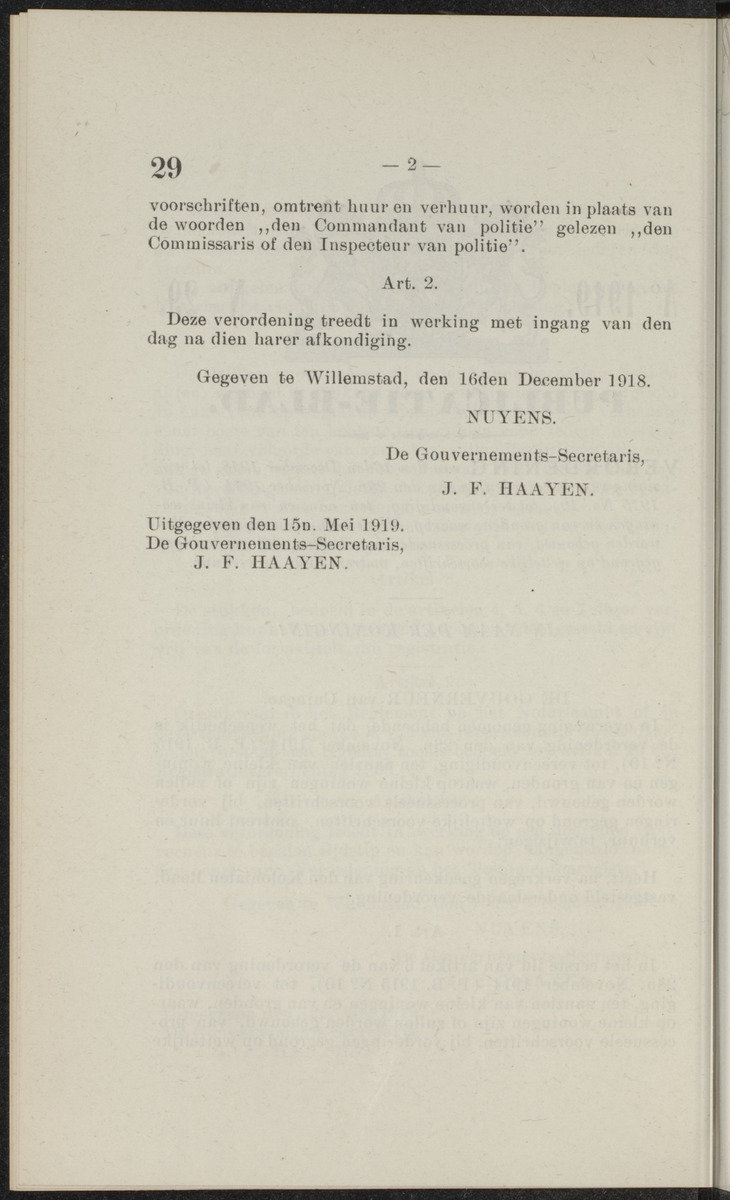 29
— 2 —
voorschriften, omtrent huur en verhuur, worden in plaats van
de woorden ,,den Commandant van politie" gelezen ,,den
Commissaris of den Inspecteur van politie".
Art. 2.
Deze verordening treedt in werking met ingang van den
dag na dien harer afkondiging.
Gegeven te Willemstad, den 16den December 1918.
NUYENS.
De Gouvernements–Secretaris,
J. F. HAAYEN.
Uitgegeven den 15n. Mei 1919.
De Gouvernements–Secretaris,
J. F. HAAYEN.